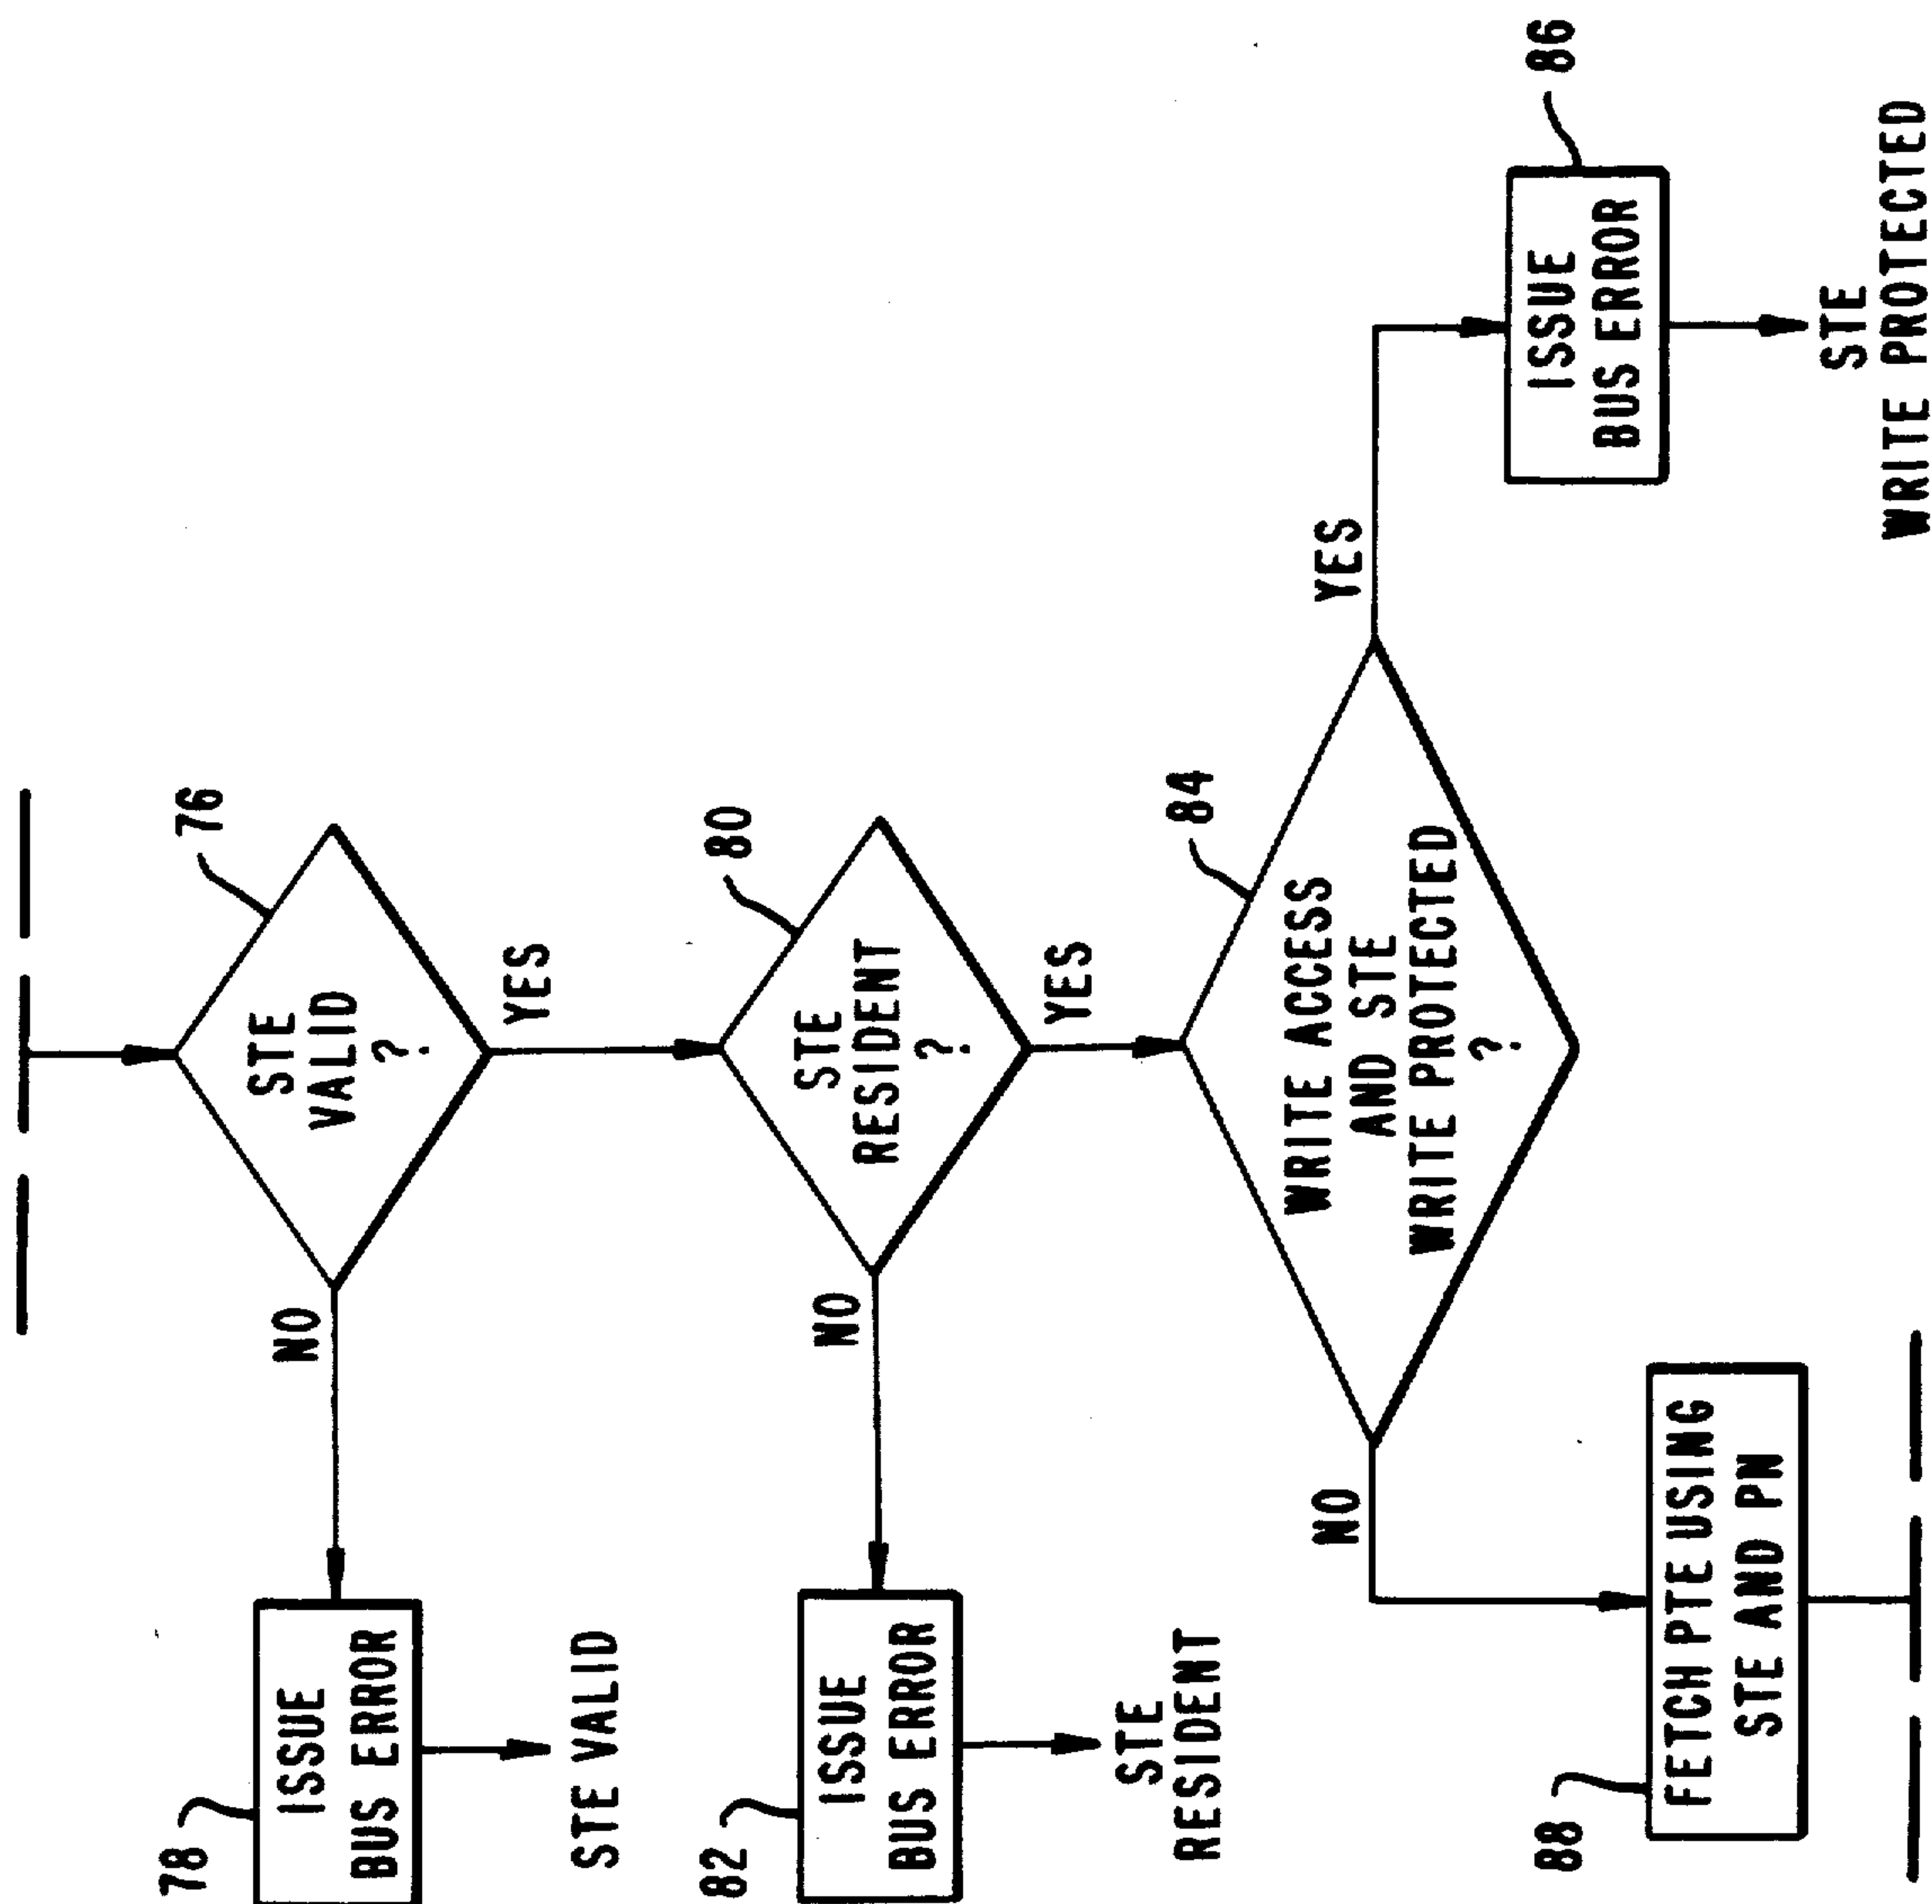 76
STE
VALID
?
NO
YES
78
ISSUE
BUS ERROR
STE VALID
80
STE
RESIDENT
?
NO
YES
82
ISSUE
BUS ERROR
STE
RESIDENT
84
WRITE ACCESS
AND STE
WRITE PROTECTED
?
NO
YES
86
ISSUE
BUS ERROR
STE
WRITE PROTECTED
88
FETCH PTE USING
STE AND PN